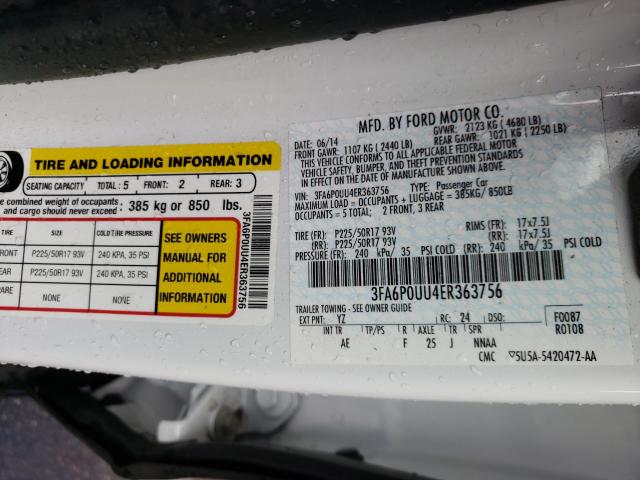 TIRE AND LOADING INFORMATION
SEATING CAPACITY TOTAL: 5 FRONT: 2 REAR: 3
combined weight of occupants
and cargo should never exceed: 385 kg or 850 lbs.
TIRE SIZE COLD TIRE PRESSURE
FRONT P225/50R17 93V 240 KPA, 35 PSI
REAR P225/50R17 93V 240 KPA, 35 PSI
SPARE NONE NONE
SEE OWNERS
MANUAL FOR
ADDITIONAL
INFORMATION
3FA6P0UU4ER363756
MFD. BY FORD MOTOR CO.
DATE: 06/14 GVWR: 2123 KG (4680 LB)
FRONT GAWR: 1107 KG (2440 LB) REAR GAWR: 1021 KG (2250 LB)
THIS VEHICLE CONFORMS TO ALL APPLICABLE FEDERAL MOTOR
VEHICLE SAFETY, BUMPER, AND THEFT PREVENTION STANDARDS
IN EFFECT ON THE DATE OF MANUFACTURE SHOWN ABOVE.
VIN: 3FA6P0UU4ER363756 TYPE: Passenger Car
MAXIMUM LOAD = OCCUPANTS + LUGGAGE = 385KG/850LB
OCCUPANTS = 5 TOTAL: 2 FRONT, 3 REAR
TIRE (FR): P225/50R17 93V RIMS (FR): 17x7.5J
(RR): P225/50R17 93V (RR): 17x7.5J
PRESSURE (FR): 240 kPa/ 35 PSI COLD (RR): 240 kPa/ 35 PSI COLD
3FA6P0UU4ER363756
TRAILER TOWING - SEE OWNER GUIDE
EXT PNT: YZ RC: 24 DSO: F0087
INT TR TP/PS R AXLE TR SPR R0108
AE F 25 J NNAA
CMC SU5A-5420472-AA